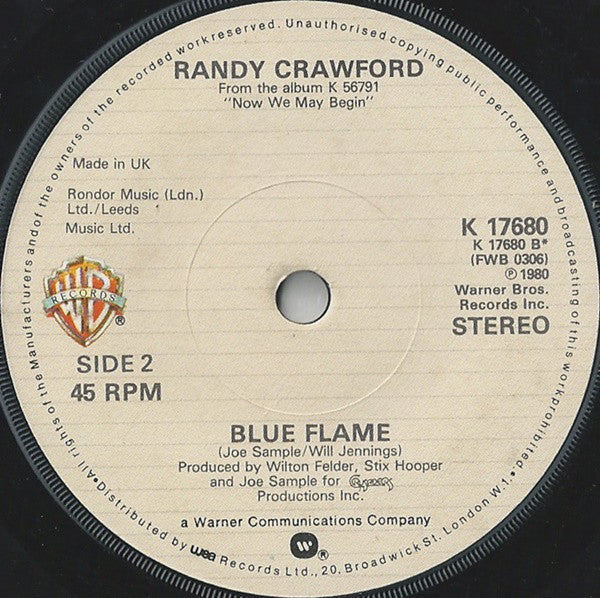 All rights of the Manufacturers and of the owners of the recorded work reserved. Unauthorised copying public performance and broadcasting of this work prohibited.
RANDY CRAWFORD
From the album K 56791
"Now We May Begin"
Made in UK
Rondor Music (Ldn.)
Ltd./Leeds
Music Ltd.
K 17680
K 17680 B*
(FWB 0306)
℗ 1980
Warner Bros.
Records Inc.
STEREO
WB
RECORDS
®
SIDE 2
45 RPM
BLUE FLAME
(Joe Sample/Will Jennings)
Produced by Wilton Felder, Stix Hooper
and Joe Sample for Crusaders
Productions Inc.
a Warner Communications Company
W ®
• Distributed by wea Records Ltd., 20, Broadwick St. London W.1. •